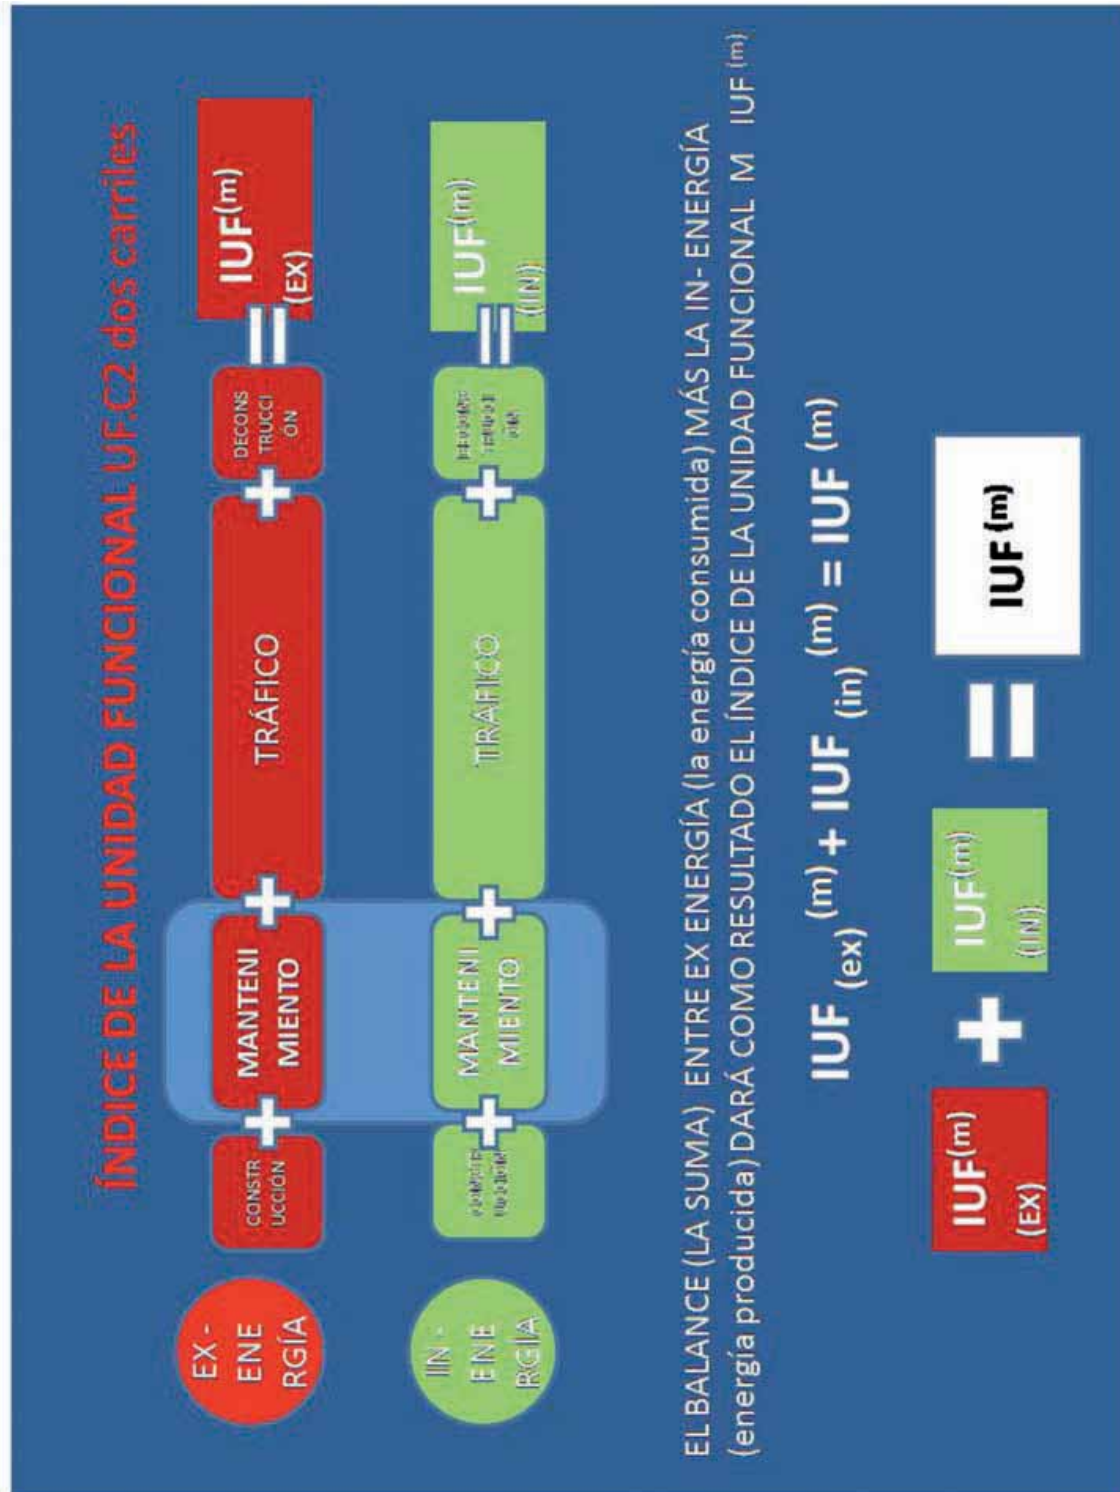 ÍNDICE DE LA UNIDAD FUNCIONAL UF.C2 dos carriles
EX -
ENE
RGÍA
CONSTR
UCCIÓN
+
MANTENI
MIENTO
+
TRÁFICO
+
DECONS
TRUCCI
ON
=
IUF(m)
(EX)
IN -
ENE
RGÍA
+
MANTENI
MIENTO
+
TRÁFICO
+
=
IUF(m)
(IN)
EL BALANCE (LA SUMA) ENTRE EX ENERGÍA (la energía consumida) MÁS LA IN- ENERGÍA
(energía producida) DARÁ COMO RESULTADO EL ÍNDICE DE LA UNIDAD FUNCIONAL M IUF (m)
IUF (ex) (m) + IUF (in) (m) = IUF (m)
IUF(m)
(EX)
+
IUF(m)
(IN)
=
IUF(m)